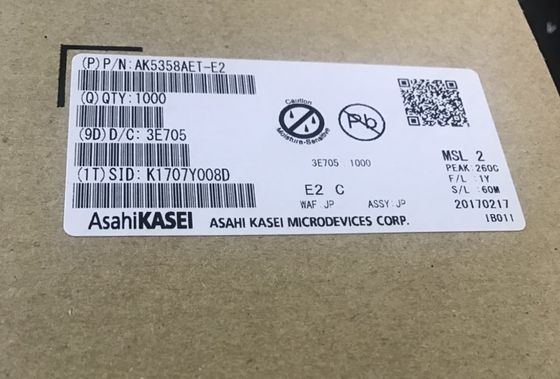 (P)P/N:AK5358AET-E2
(Q)QTY:1000
(9D)D/C: 3E705
(1T)SID: K1707Y008D
Caution
Moisture-Sensitive
Pb
3E705 1000
E2 C
WAF:JP ASSY:JP
MSL 2
PEAK:260C
F/L :1Y
S/L :60M
20170217
IB011
AsahiKASEI ASAHI KASEI MICRODEVICES CORP.